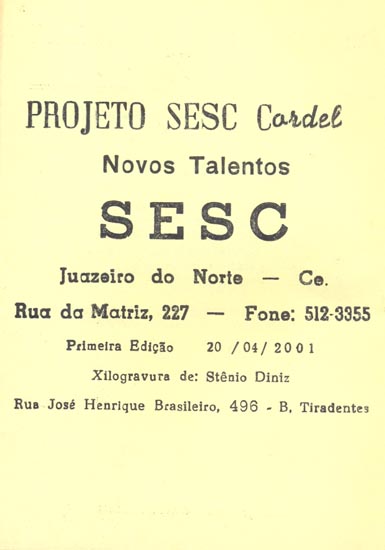 PROJETO SESC Cordel
Novos Talentos
SESC
Juazeiro do Norte — Ce.
Rua da Matriz, 227 — Fone: 512-3355
Primeira Edição 20 /04/ 2001
Xilogravura de: Stênio Diniz
Rua José Henrique Brasileiro, 496 - B, Tiradentes